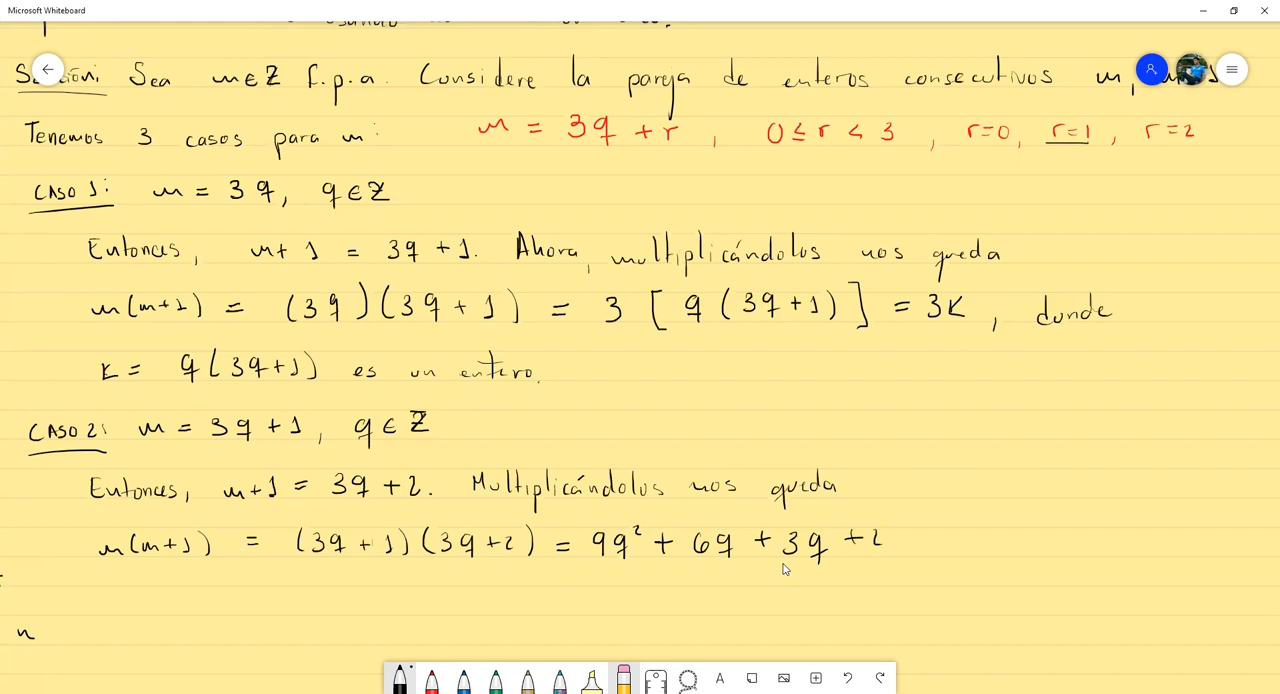 Microsoft Whiteboard
Solución: Sea m∈ℤ f.p.a. Considere la pareja de enteros consecutivos m,
Tenemos 3 casos para m: m = 3q + r, 0 ≤ r < 3, r=0, r=1, r=2
CASO 1: m = 3q, q∈ℤ
Entonces, m+1 = 3q+1. Ahora, multiplicándolos nos queda
m(m+1) = (3q)(3q+1) = 3[q(3q+1)] = 3K, donde
K = q(3q+1) es un entero.
CASO 2: m = 3q+1, q∈ℤ
Entonces, m+1 = 3q+2. Multiplicándolos nos queda
m(m+1) = (3q+1)(3q+2) = 9q² + 6q + 3q + 2
n